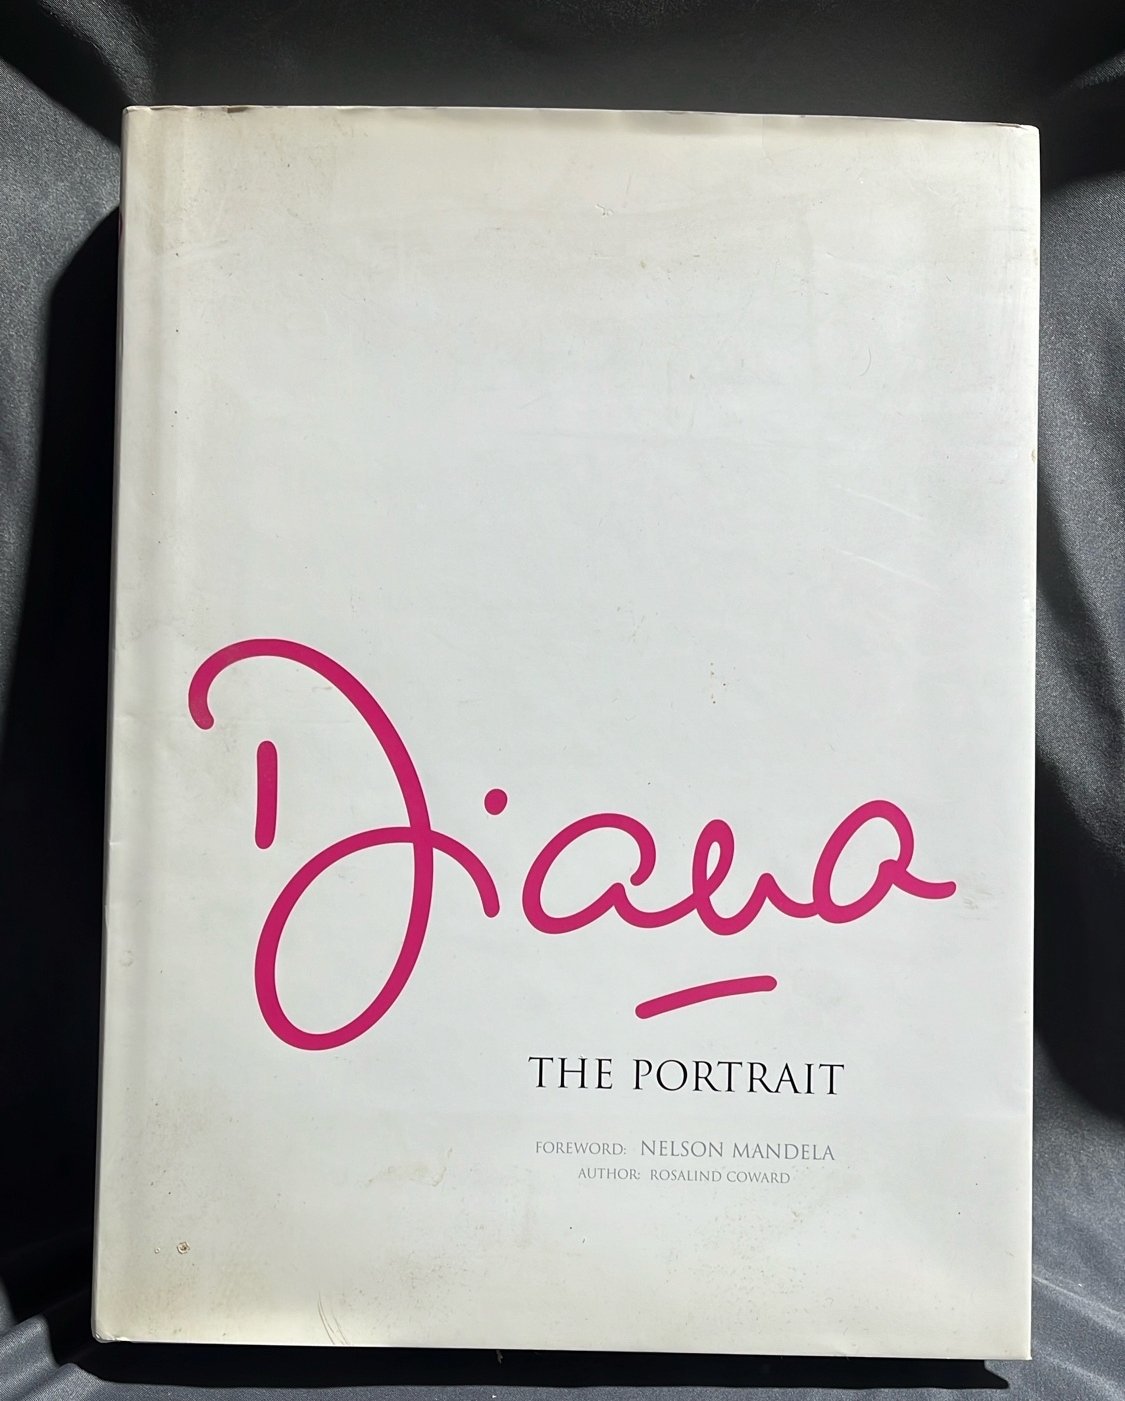 Diana
THE PORTRAIT
FOREWORD: NELSON MANDELA
AUTHOR: ROSALIND COWARD